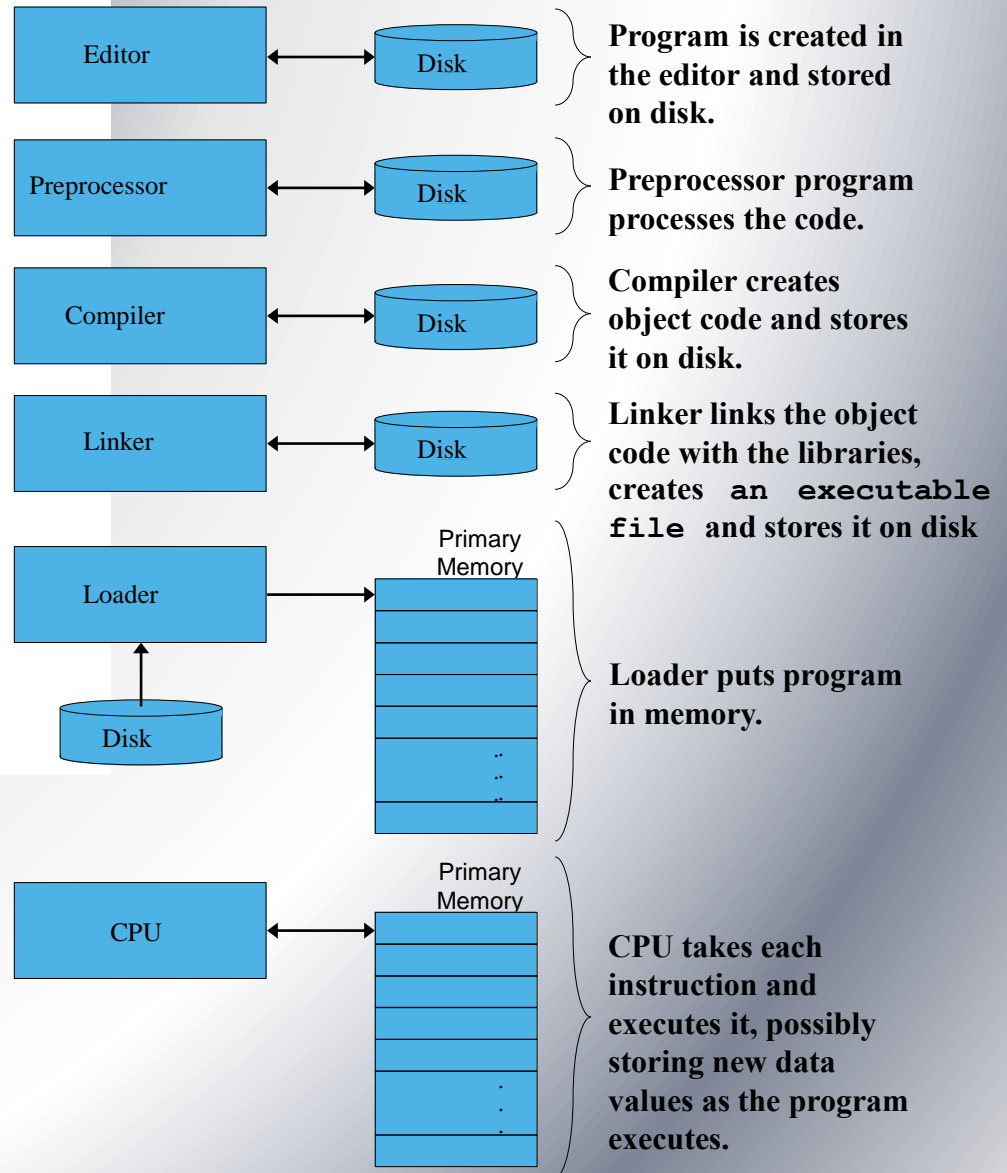 Editor
Disk
Program is created in
the editor and stored
on disk.
Preprocessor
Disk
Preprocessor program
processes the code.
Compiler
Disk
Compiler creates
object code and stores
it on disk.
Linker
Disk
Linker links the object
code with the libraries,
creates an executable
file and stores it on disk
Loader
Disk
Primary
Memory
Loader puts program
in memory.
CPU
Primary
Memory
CPU takes each
instruction and
executes it, possibly
storing new data
values as the program
executes.